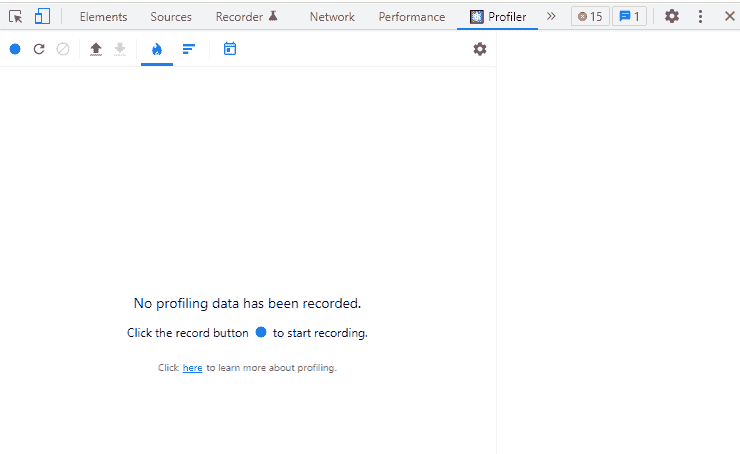 Elements Sources Recorder Network Performance Profiler » 15 1
No profiling data has been recorded.
Click the record button to start recording.
Click here to learn more about profiling.